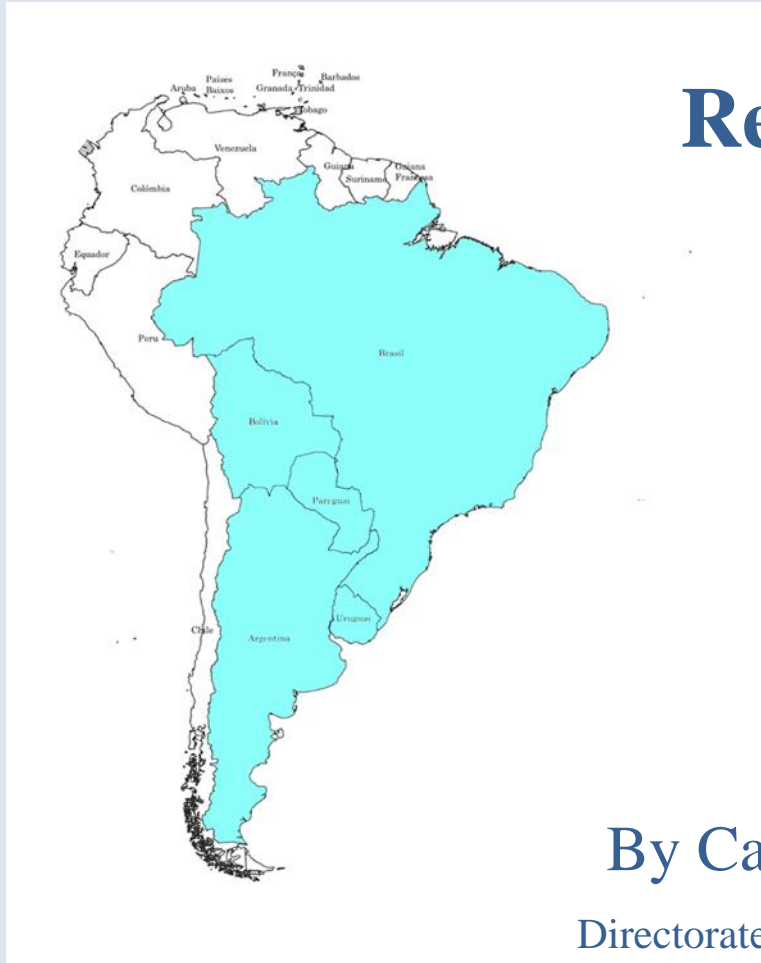 França
Barbados
Países
Baixos
Aruba
Granada
Trinidad
e
Tobago
Venezuela
Guiana
Guiana
Francesa
Suriname
Colómbia
Equador
Peru
Brasil
Bolívia
Paraguai
Uruguai
Chile
Argentina
Re
By Ca
Directorate